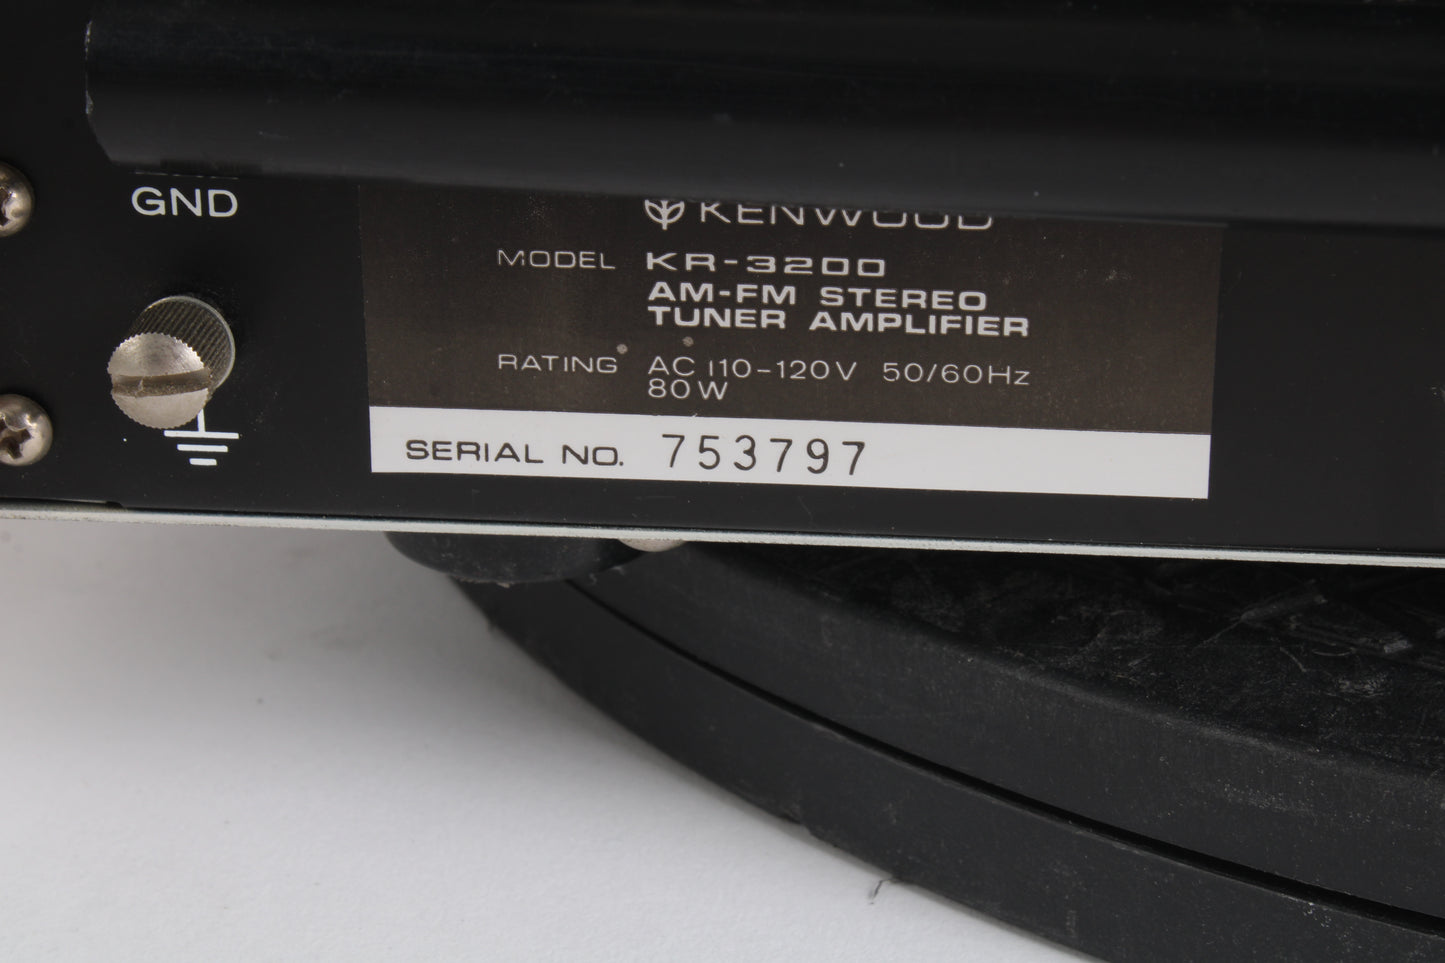 GND
KENWOOD
MODEL KR-3200
AM-FM STEREO
TUNER AMPLIFIER
RATING AC 110-120V 50/60Hz
80W
SERIAL NO. 753797